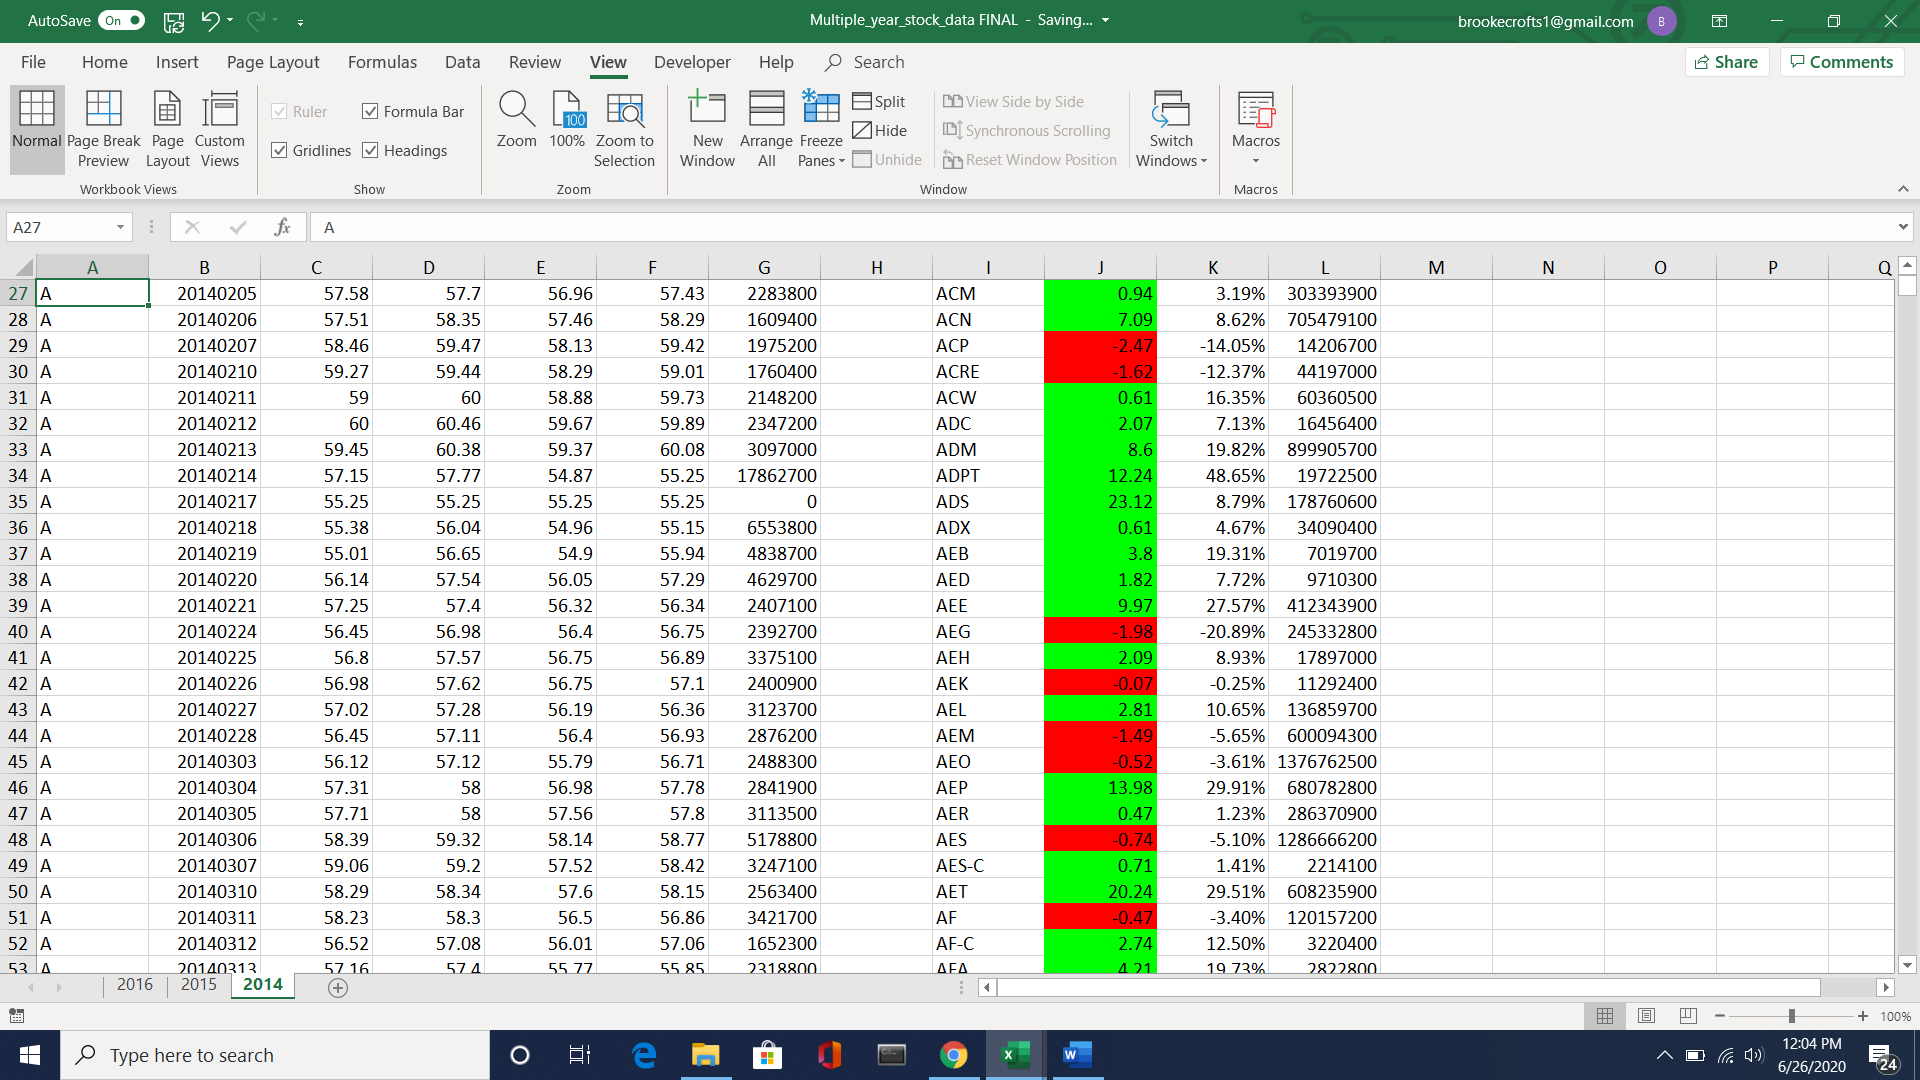 AutoSave On Multiple_year_stock_data FINAL - Saving... brookecrofts1@gmail.com B
File Home Insert Page Layout Formulas Data Review View Developer Help Search Share Comments
Normal Page Break Preview Page Layout Custom Views
Workbook Views
Ruler Formula Bar
Gridlines Headings
Show
Zoom 100% Zoom to Selection
Zoom
New Window Arrange All Freeze Panes Split Hide Unhide
View Side by Side
Synchronous Scrolling
Reset Window Position
Switch Windows
Window
Macros
Macros
A27 fx A
A B C D E F G H I J K L M N O P Q
27 A 20140205 57.58 57.7 56.96 57.43 2283800 ACM 0.94 3.19% 303393900
28 A 20140206 57.51 58.35 57.46 58.29 1609400 ACN 7.09 8.62% 705479100
29 A 20140207 58.46 59.47 58.13 59.42 1975200 ACP -2.47 -14.05% 14206700
30 A 20140210 59.27 59.44 58.29 59.01 1760400 ACRE -1.62 -12.37% 44197000
31 A 20140211 59 60 58.88 59.73 2148200 ACW 0.61 16.35% 60360500
32 A 20140212 60 60.46 59.67 59.89 2347200 ADC 2.07 7.13% 16456400
33 A 20140213 59.45 60.38 59.37 60.08 3097000 ADM 8.6 19.82% 899905700
34 A 20140214 57.15 57.77 54.87 55.25 17862700 ADPT 12.24 48.65% 19722500
35 A 20140217 55.25 55.25 55.25 55.25 0 ADS 23.12 8.79% 178760600
36 A 20140218 55.38 56.04 54.96 55.15 6553800 ADX 0.61 4.67% 34090400
37 A 20140219 55.01 56.65 54.9 55.94 4838700 AEB 3.8 19.31% 7019700
38 A 20140220 56.14 57.54 56.05 57.29 4629700 AED 1.82 7.72% 9710300
39 A 20140221 57.25 57.4 56.32 56.34 2407100 AEE 9.97 27.57% 412343900
40 A 20140224 56.45 56.98 56.4 56.75 2392700 AEG -1.98 -20.89% 245332800
41 A 20140225 56.8 57.57 56.75 56.89 3375100 AEH 2.09 8.93% 17897000
42 A 20140226 56.98 57.62 56.75 57.1 2400900 AEK -0.07 -0.25% 11292400
43 A 20140227 57.02 57.28 56.19 56.36 3123700 AEL 2.81 10.65% 136859700
44 A 20140228 56.45 57.11 56.4 56.93 2876200 AEM -1.49 -5.65% 600094300
45 A 20140303 56.12 57.12 55.79 56.71 2488300 AEO -0.52 -3.61% 1376762500
46 A 20140304 57.31 58 56.98 57.78 2841900 AEP 13.98 29.91% 680782800
47 A 20140305 57.71 58 57.56 57.8 3113500 AER 0.47 1.23% 286370900
48 A 20140306 58.39 59.32 58.14 58.77 5178800 AES -0.74 -5.10% 1286666200
49 A 20140307 59.06 59.2 57.52 58.42 3247100 AES-C 0.71 1.41% 2214100
50 A 20140310 58.29 58.34 57.6 58.15 2563400 AET 20.24 29.51% 608235900
51 A 20140311 58.23 58.3 56.5 56.86 3421700 AF -0.47 -3.40% 120157200
52 A 20140312 56.52 57.08 56.01 57.06 1652300 AF-C 2.74 12.50% 3220400
53 A 20140313 57.16 57.4 55.77 55.85 2318800 AFA 4.21 19.73% 2822800
2016 2015 2014
100%
Type here to search
12:04 PM
6/26/2020
24